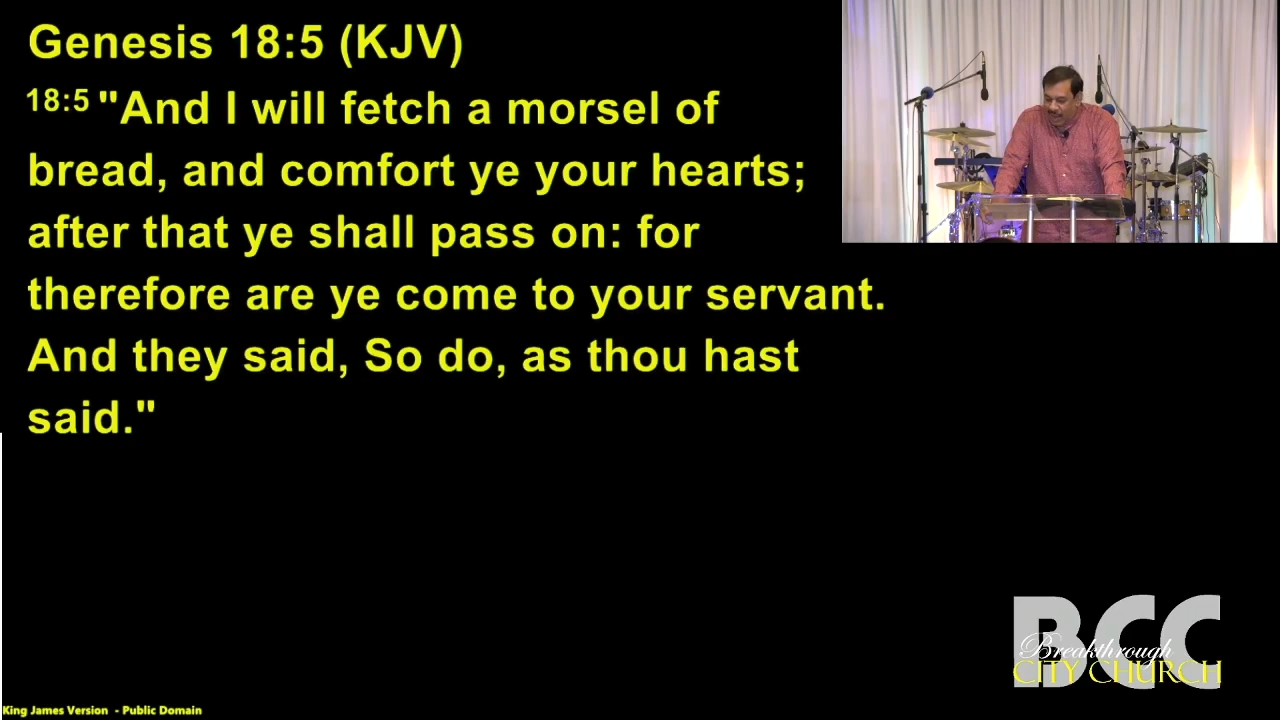 Genesis 18:5 (KJV)
18:5 "And I will fetch a morsel of
bread, and comfort ye your hearts;
after that ye shall pass on: for
therefore are ye come to your servant.
And they said, So do, as thou hast
said."
BCC
Breakthrough
CITY CHURCH
King James Version - Public Domain